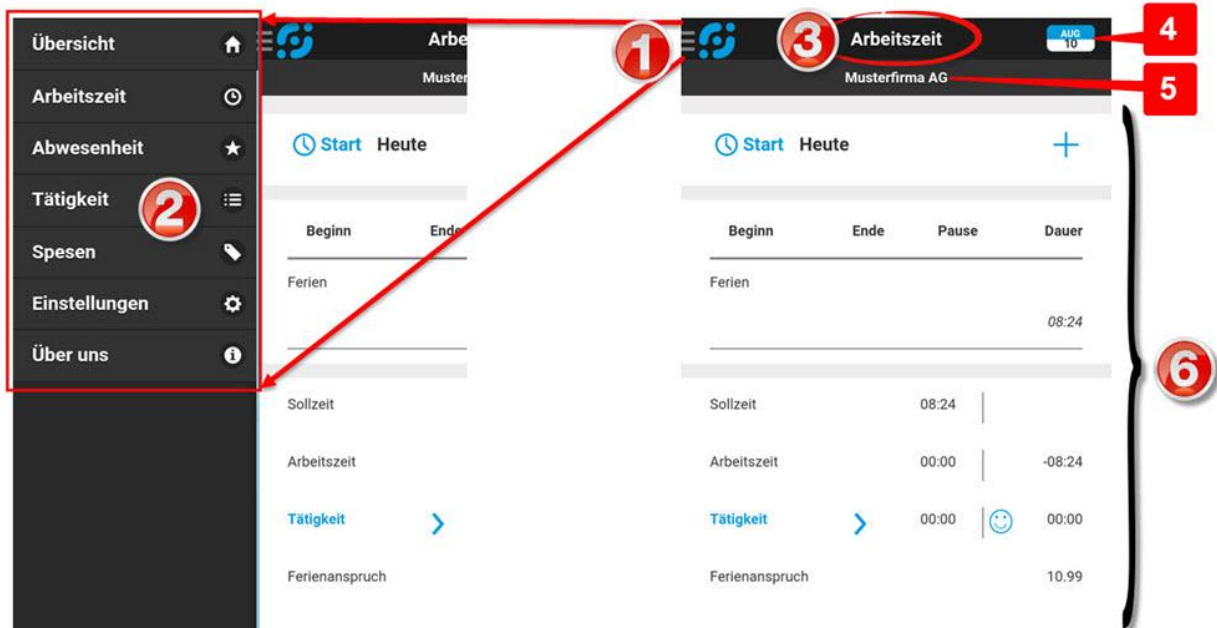 Übersicht
Arbeitszeit
Abwesenheit
Tätigkeit
Spesen
Einstellungen
Über uns
2
Arbe
Muster
Start Heute
Beginn Ende
Ferien
Sollzeit
Arbeitszeit
Tätigkeit
Ferienanspruch
1
3
Arbeitszeit
AUG
10
4
Musterfirma AG
5
Start Heute
Beginn Ende Pause Dauer
Ferien
08:24
6
Sollzeit 08:24
Arbeitszeit 00:00 -08:24
Tätigkeit 00:00 00:00
Ferienanspruch 10.99